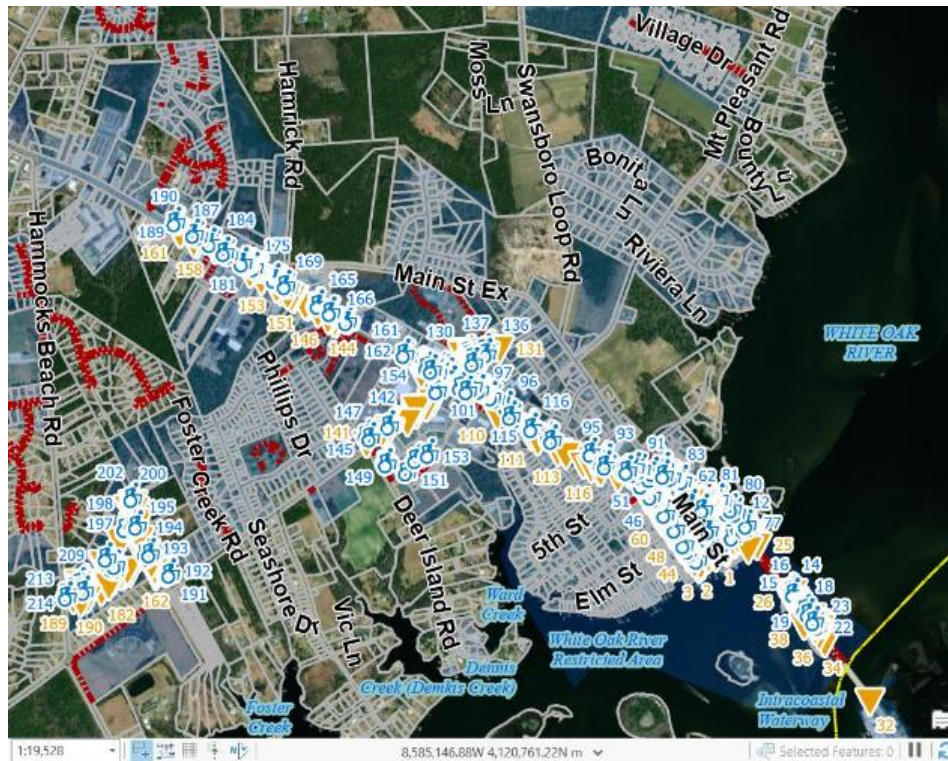 Village Dr
Mt Pleasant Rd
Bounty Ln
Moss Ln
Swansboro Loop Rd
Hamrick Rd
Bonita Ln
Riviera Ln
Main St Ex
Hammocks Beach Rd
WHITE OAK
RIVER
190
187
184
189
161
158
175
181
169
153
165
151
166
146
144
161
162
130
137
136
131
154
97
96
142
101
116
147
141
145
110
115
95
93
111
91
149
153
151
113
83
116
51
62
81
80
12
77
46
60
25
48
44
3
2
1
16
14
15
18
26
23
19
22
38
36
34
32
Phillips Dr
Foster Creek Rd
Seashore Dr
Vic Ln
Deer Island Rd
5th St
Elm St
Main St
202
200
198
195
197
194
209
193
213
192
214
191
182
162
189
190
Ward
Creek
White Oak River
Restricted Area
Dennis
Creek (Demkis Creek)
Foster
Creek
Intracoastal
Waterway
1:19,528
8,585,146.88W 4,120,761.22N m
Selected Features: 0